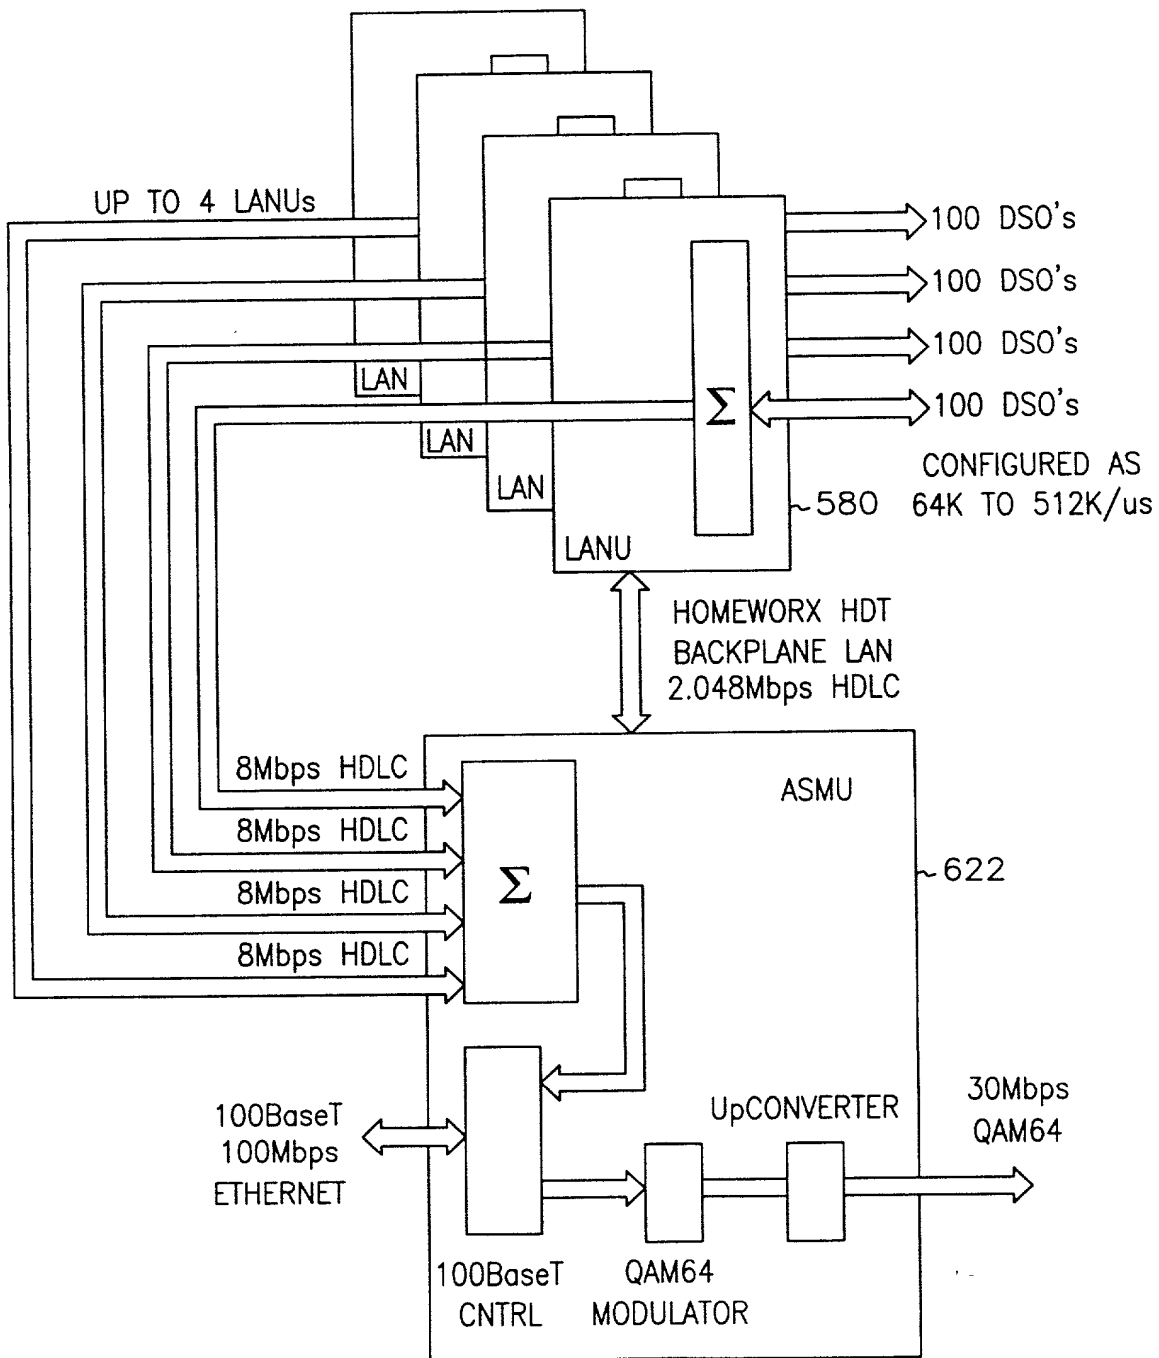 UP TO 4 LANUs
100 DSO's
100 DSO's
100 DSO's
100 DSO's
CONFIGURED AS
64K TO 512K/us
LAN
LAN
LAN
LANU
Σ
580
HOMEWORX HDT
BACKPLANE LAN
2.048Mbps HDLC
8Mbps HDLC
8Mbps HDLC
8Mbps HDLC
8Mbps HDLC
Σ
ASMU
622
100BaseT
100Mbps
ETHERNET
UpCONVERTER
30Mbps
QAM64
100BaseT
CNTRL
QAM64
MODULATOR